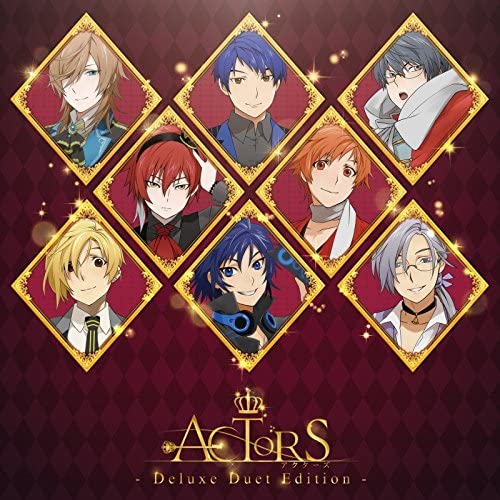 ACTORS
アクターズ
- Deluxe Duet Edition -